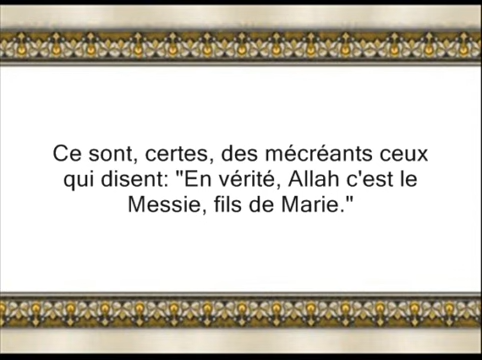 Ce sont, certes, des mécréants ceux
qui disent: "En vérité, Allah c'est le
Messie, fils de Marie."